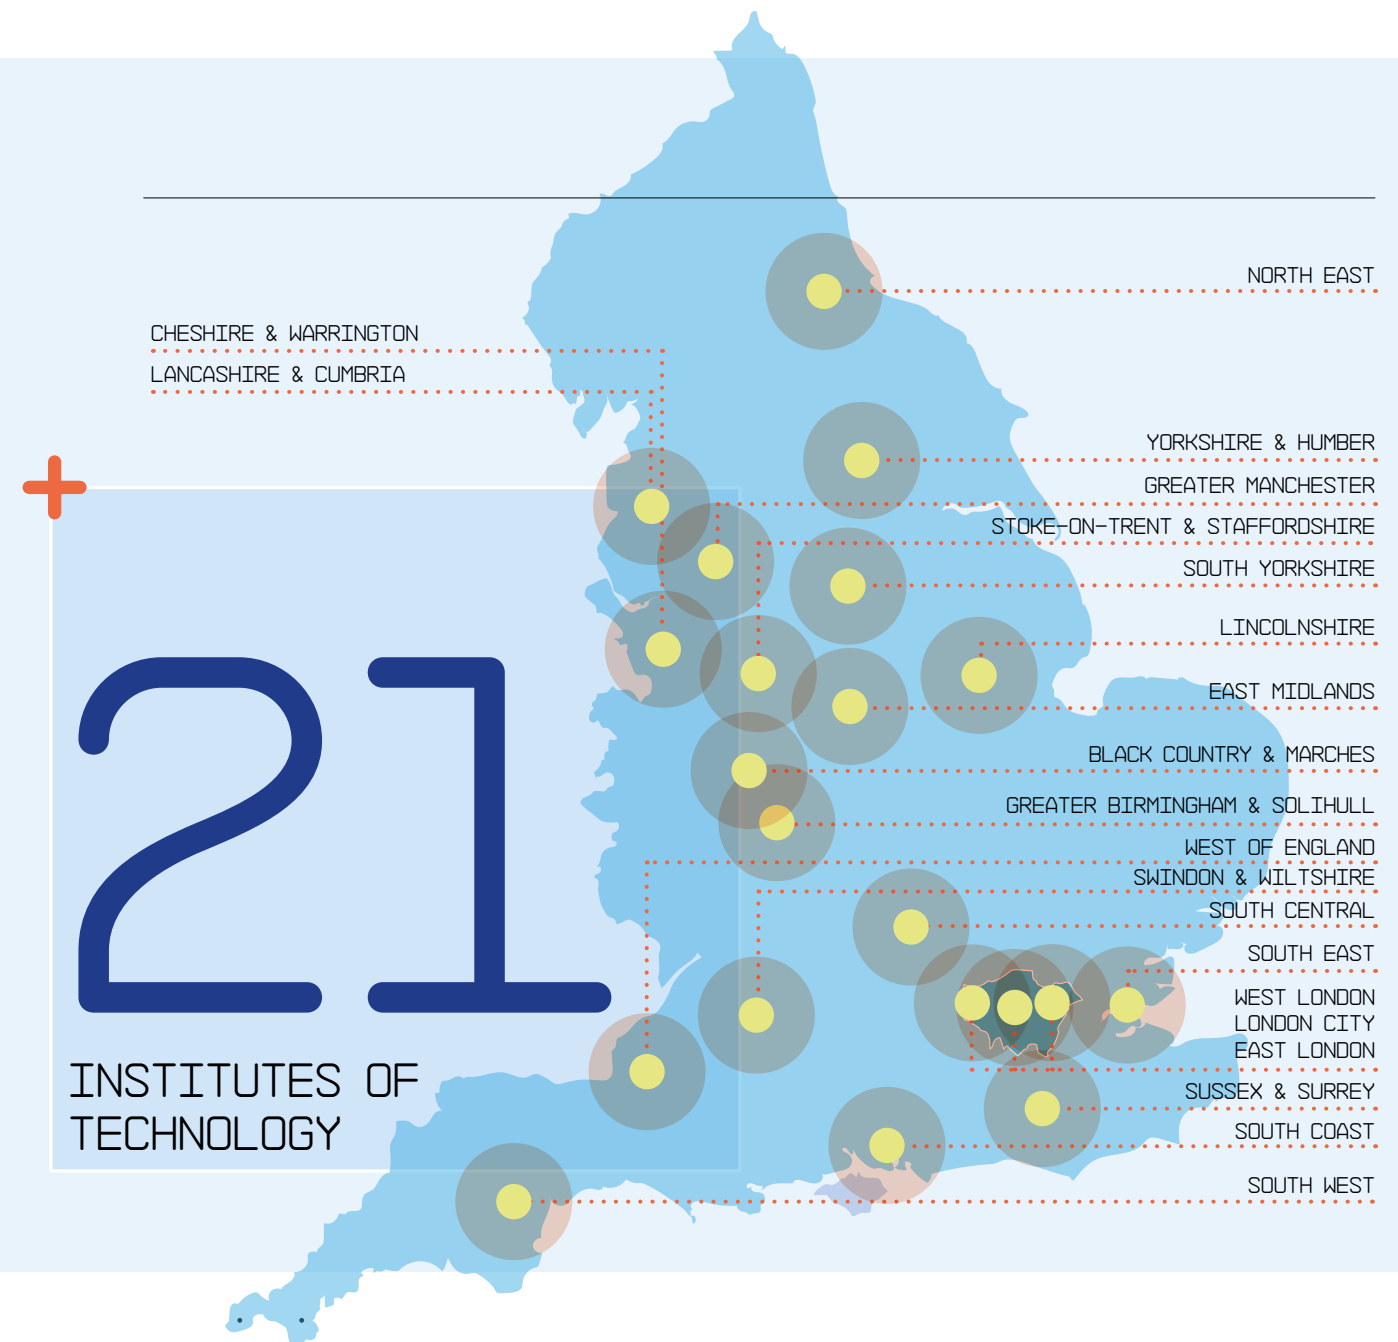 NORTH EAST
CHESHIRE & WARRINGTON
LANCASHIRE & CUMBRIA
YORKSHIRE & HUMBER
GREATER MANCHESTER
STOKE-ON-TRENT & STAFFORDSHIRE
SOUTH YORKSHIRE
LINCOLNSHIRE
EAST MIDLANDS
BLACK COUNTRY & MARCHES
GREATER BIRMINGHAM & SOLIHULL
WEST OF ENGLAND
SWINDON & WILTSHIRE
SOUTH CENTRAL
SOUTH EAST
WEST LONDON
LONDON CITY
EAST LONDON
SUSSEX & SURREY
SOUTH COAST
SOUTH WEST
21
INSTITUTES OF
TECHNOLOGY